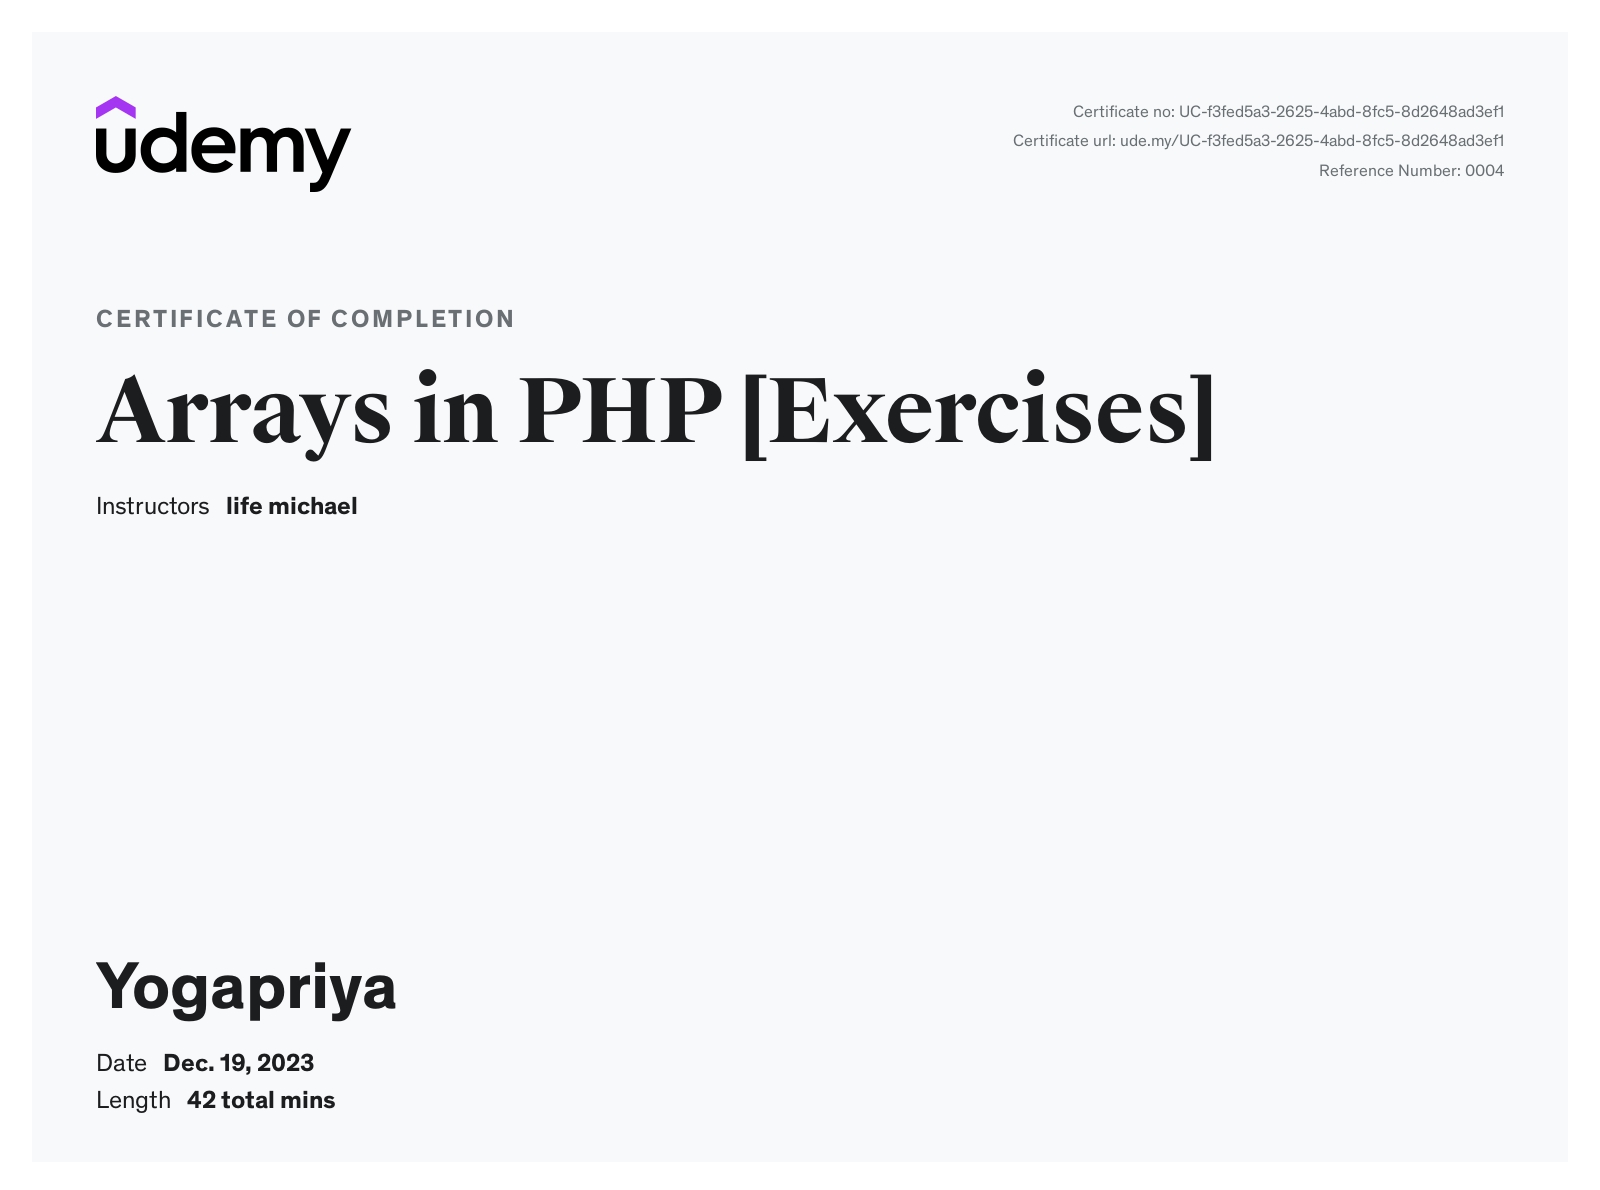 udemy
Certificate no: UC-f3fed5a3-2625-4abd-8fc5-8d2648ad3ef1
Certificate url: ude.my/UC-f3fed5a3-2625-4abd-8fc5-8d2648ad3ef1
Reference Number: 0004
CERTIFICATE OF COMPLETION
Arrays in PHP [Exercises]
Instructors life michael
Yogapriya
Date Dec. 19, 2023
Length 42 total mins